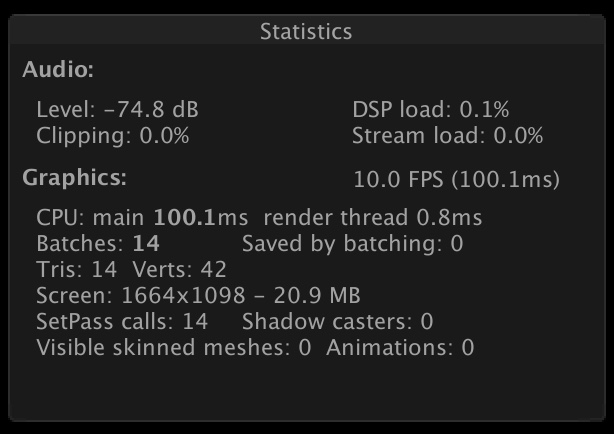 Statistics
Audio:
Level: -74.8 dB DSP load: 0.1%
Clipping: 0.0% Stream load: 0.0%
Graphics: 10.0 FPS (100.1ms)
CPU: main 100.1ms render thread 0.8ms
Batches: 14 Saved by batching: 0
Tris: 14 Verts: 42
Screen: 1664x1098 - 20.9 MB
SetPass calls: 14 Shadow casters: 0
Visible skinned meshes: 0 Animations: 0